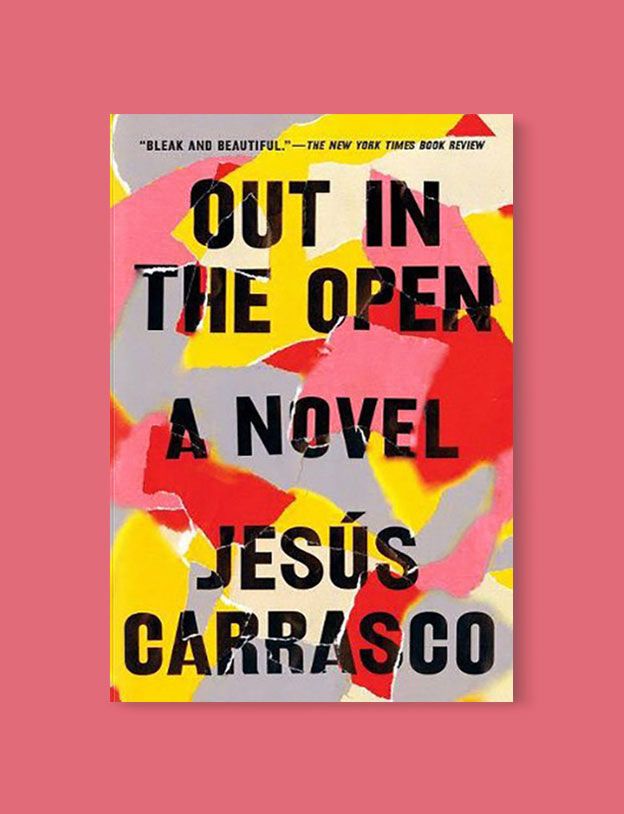 “BLEAK AND BEAUTIFUL.”—THE NEW YORK TIMES BOOK REVIEW
OUT IN
THE OPEN
A NOVEL
JESÚS
CARRASCO